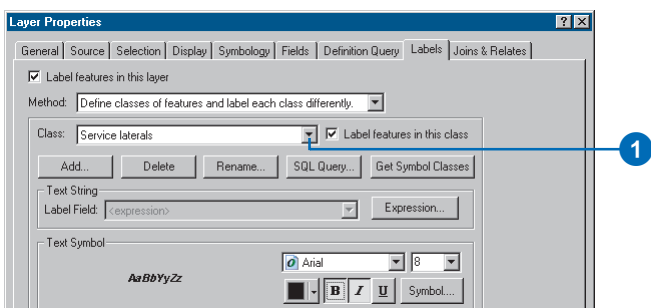 Layer Properties
General Source Selection Display Symbology Fields Definition Query Labels Joins & Relates
Label features in this layer
Method: Define classes of features and label each class differently.
Class: Service laterals Label features in this class
1
Add... Delete Rename... SQL Query... Get Symbol Classes
Text String
Label Field: <expression> Expression...
Text Symbol
Arial 8
AaBbYyZz
B I U Symbol....